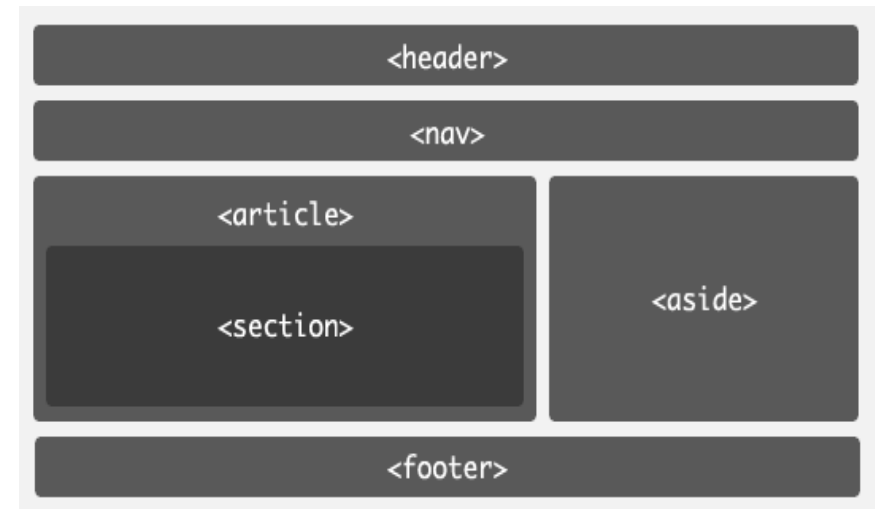 <header>
<nav>
<article>
<section>
<aside>
<footer>